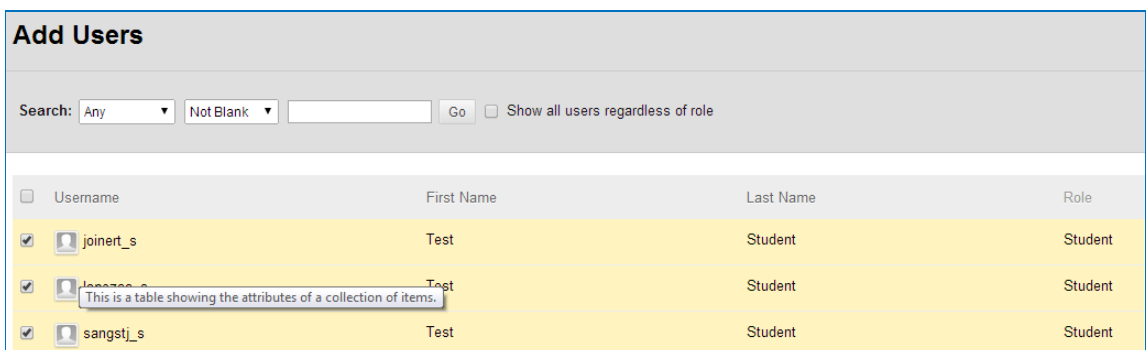 Add Users
Search: Any Not Blank Go Show all users regardless of role
Username First Name Last Name Role
joinert_s Test Student Student
Test Student Student
This is a table showing the attributes of a collection of items.
sangstj_s Test Student Student